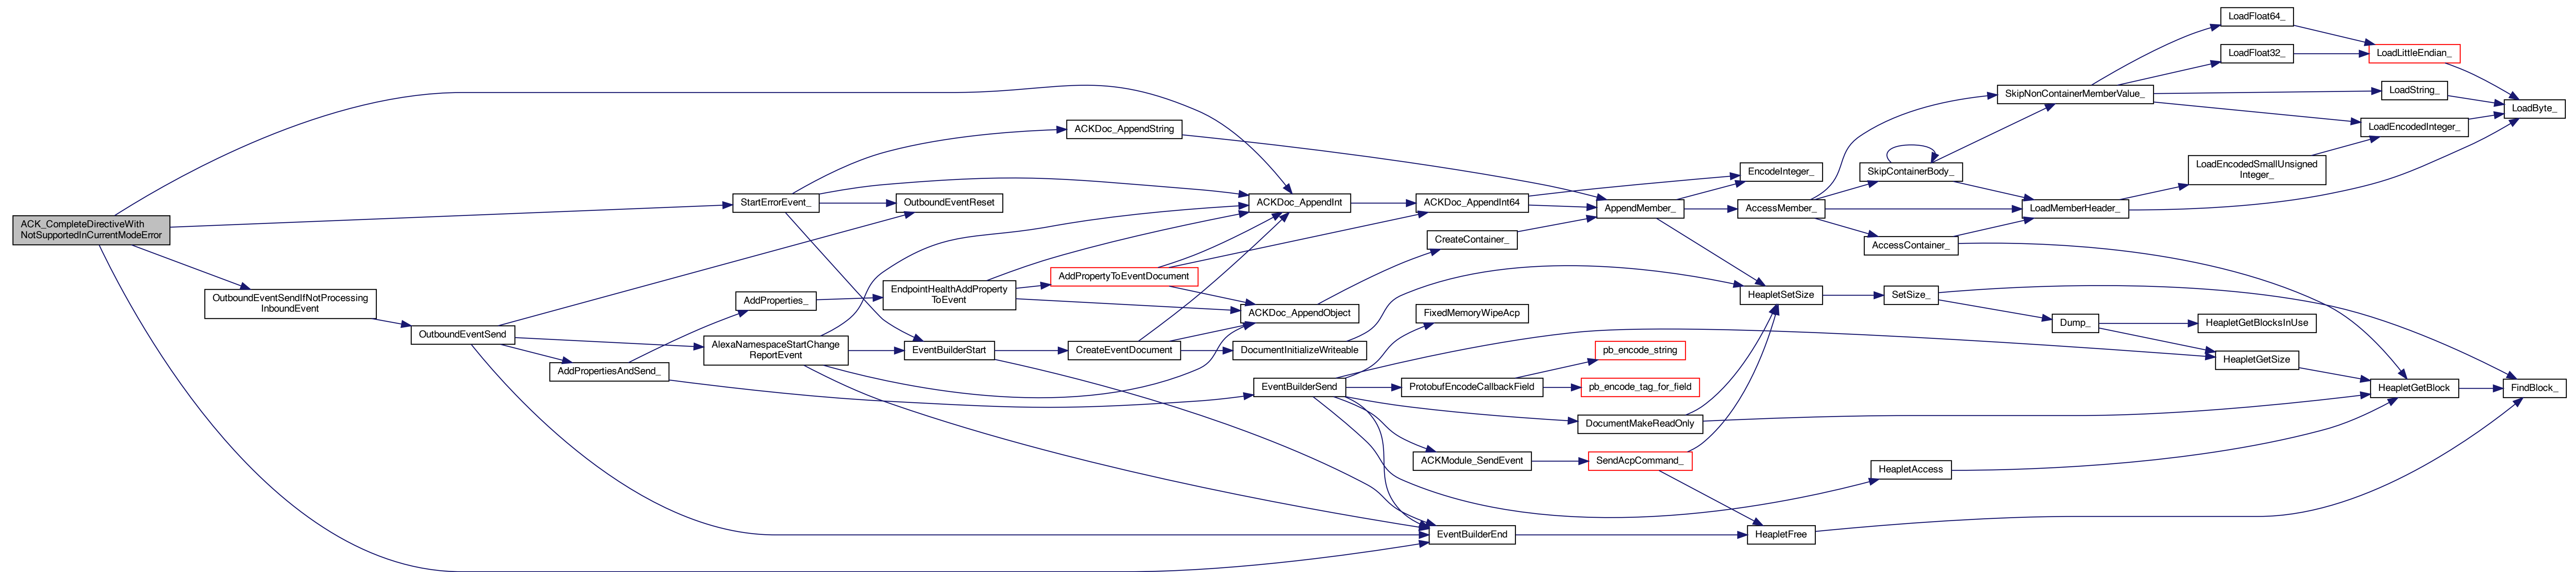 ACK_CompleteDirectiveWith
NotSupportedInCurrentModeError
OutboundEventSendIfNotProcessing
InboundEvent
OutboundEventSend
AddPropertiesAndSend_
StartErrorEvent_
AddProperties_
AlexaNamespaceStartChange
ReportEvent
OutboundEventReset
EndpointHealthAddProperty
ToEvent
EventBuilderStart
ACKDoc_AppendString
AddPropertyToEventDocument
CreateEventDocument
ACKDoc_AppendInt
ACKDoc_AppendObject
DocumentInitializeWriteable
EventBuilderSend
ACKDoc_AppendInt64
CreateContainer_
FixedMemoryWipeAcp
ProtobufEncodeCallbackField
ACKModule_SendEvent
EventBuilderEnd
AppendMember_
pb_encode_string
pb_encode_tag_for_field
DocumentMakeReadOnly
SendAcpCommand_
EncodeInteger_
AccessMember_
HeapletSetSize
HeapletFree
SkipContainerBody_
AccessContainer_
SetSize_
HeapletAccess
SkipNonContainerMemberValue_
LoadMemberHeader_
Dump_
LoadFloat64_
LoadFloat32_
LoadEncodedSmallUnsigned
Integer_
HeapletGetBlocksInUse
HeapletGetSize
LoadLittleEndian_
LoadString_
LoadEncodedInteger_
HeapletGetBlock
LoadByte_
FindBlock_